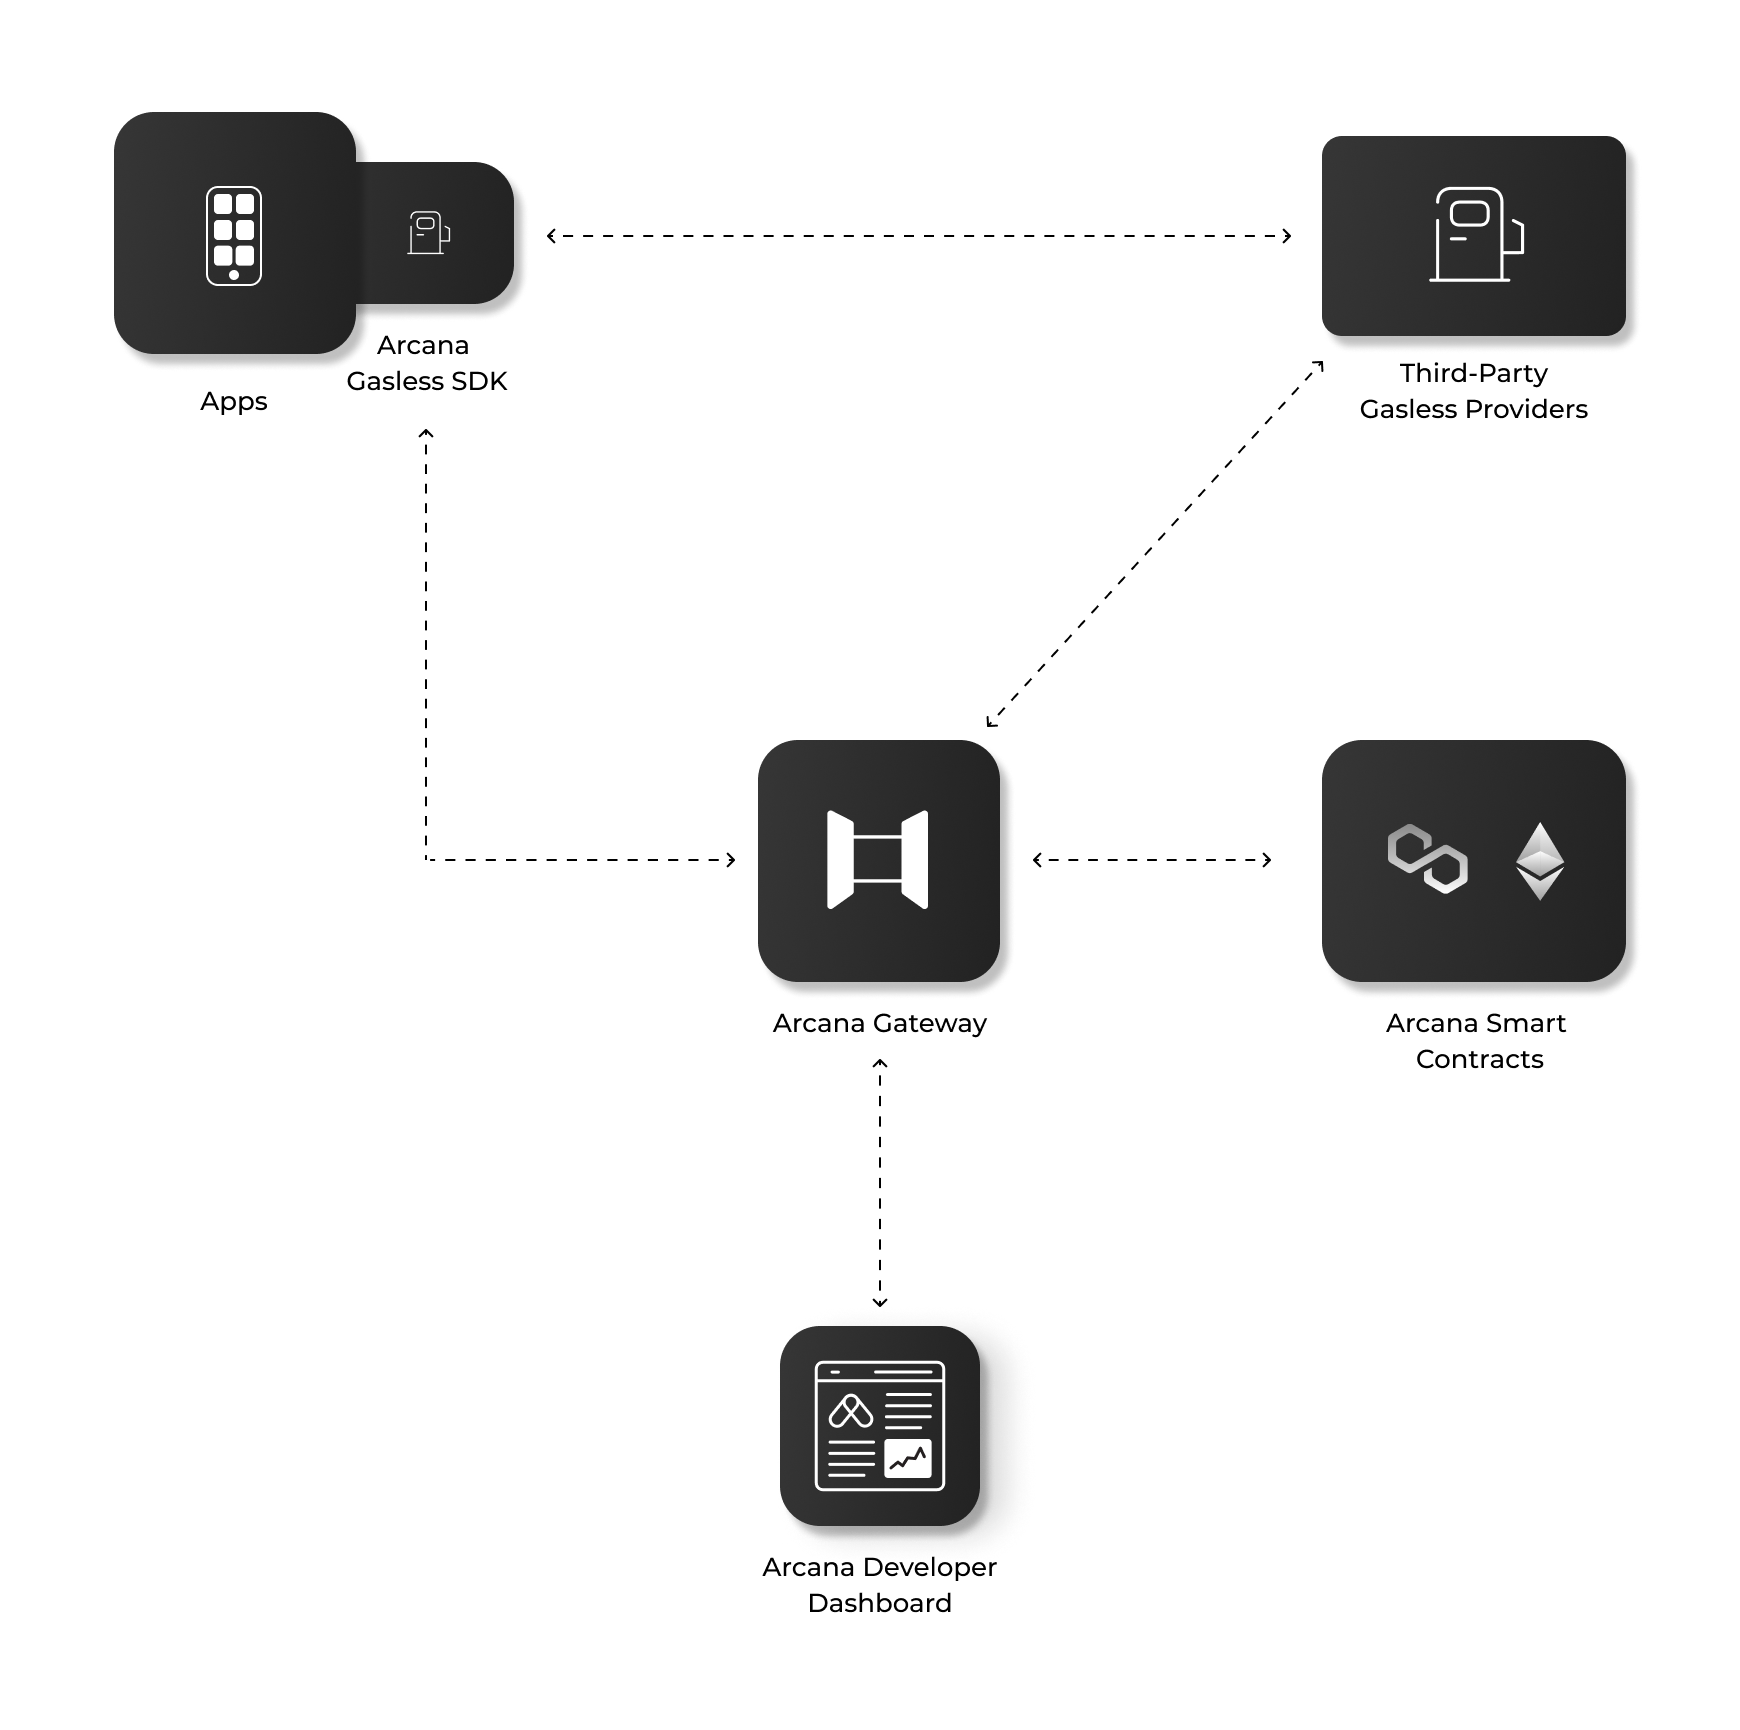 Apps
Arcana
Gasless SDK
Third-Party
Gasless Providers
Arcana Gateway
Arcana Smart
Contracts
Arcana Developer
Dashboard